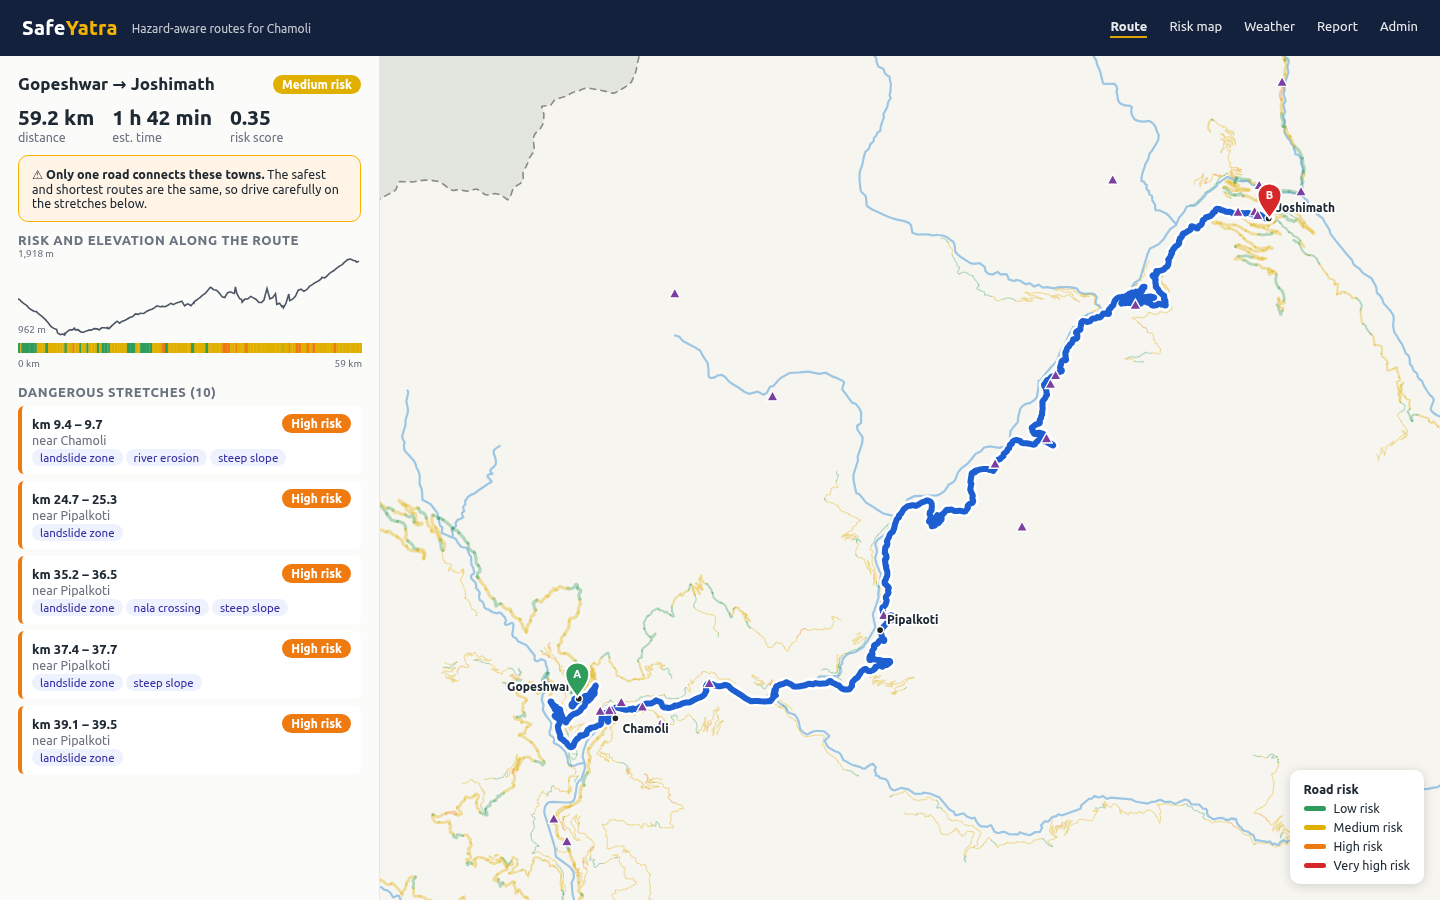 SafeYatra
Hazard-aware routes for Chamoli
Route
Risk map
Weather
Report
Admin
Gopeshwar → Joshimath
Medium risk
59.2 km
distance
1 h 42 min
est. time
0.35
risk score
⚠ Only one road connects these towns. The safest
and shortest routes are the same, so drive carefully on
the stretches below.
RISK AND ELEVATION ALONG THE ROUTE
1,918 m
962 m
0 km
59 km
DANGEROUS STRETCHES (10)
km 9.4 – 9.7
High risk
near Chamoli
landslide zone
river erosion
steep slope
km 24.7 – 25.3
High risk
near Pipalkoti
landslide zone
km 35.2 – 36.5
High risk
near Pipalkoti
landslide zone
nala crossing
steep slope
km 37.4 – 37.7
High risk
near Pipalkoti
landslide zone
steep slope
km 39.1 – 39.5
High risk
near Pipalkoti
landslide zone
B
Joshimath
Pipalkoti
A
Gopeshwar
Chamoli
Road risk
Low risk
Medium risk
High risk
Very high risk